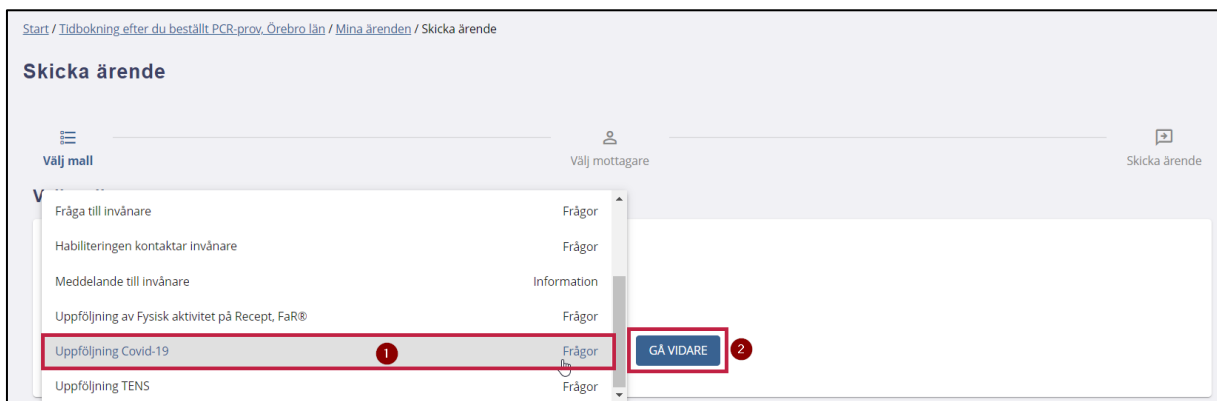 Start / Tidbokning efter du beställt PCR-prov, Örebro län / Mina ärenden / Skicka ärende
Skicka ärende
Välj mall
Välj mottagare
Skicka ärende
Fråga till invånare Frågor
Habiliteringen kontaktar invånare Frågor
Meddelande till invånare Information
Uppföljning av Fysisk aktivitet på Recept, FaR® Frågor
Uppföljning Covid-19 1 Frågor GÅ VIDARE 2
Uppföljning TENS Frågor